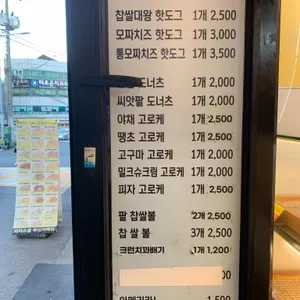 찹쌀대왕 핫도그 1개 2,500
모짜치즈 핫도그 1개 3,000
통모짜치즈 핫도그 1개 3,500
도너츠 1개 2,000
씨앗팔 도너츠 1개 2,000
야채 고로케 1개 2,500
땡초 고로케 1개 2,500
고구마 고로케 1개 2,000
밀크슈크림 고로케 1개 2,000
피자 고로케 1개 2,500
팥 찹쌀볼 2개 2,500
찹 쌀 볼 3개 2,500
크런치꽈배기 1개 1,200
00
1,500